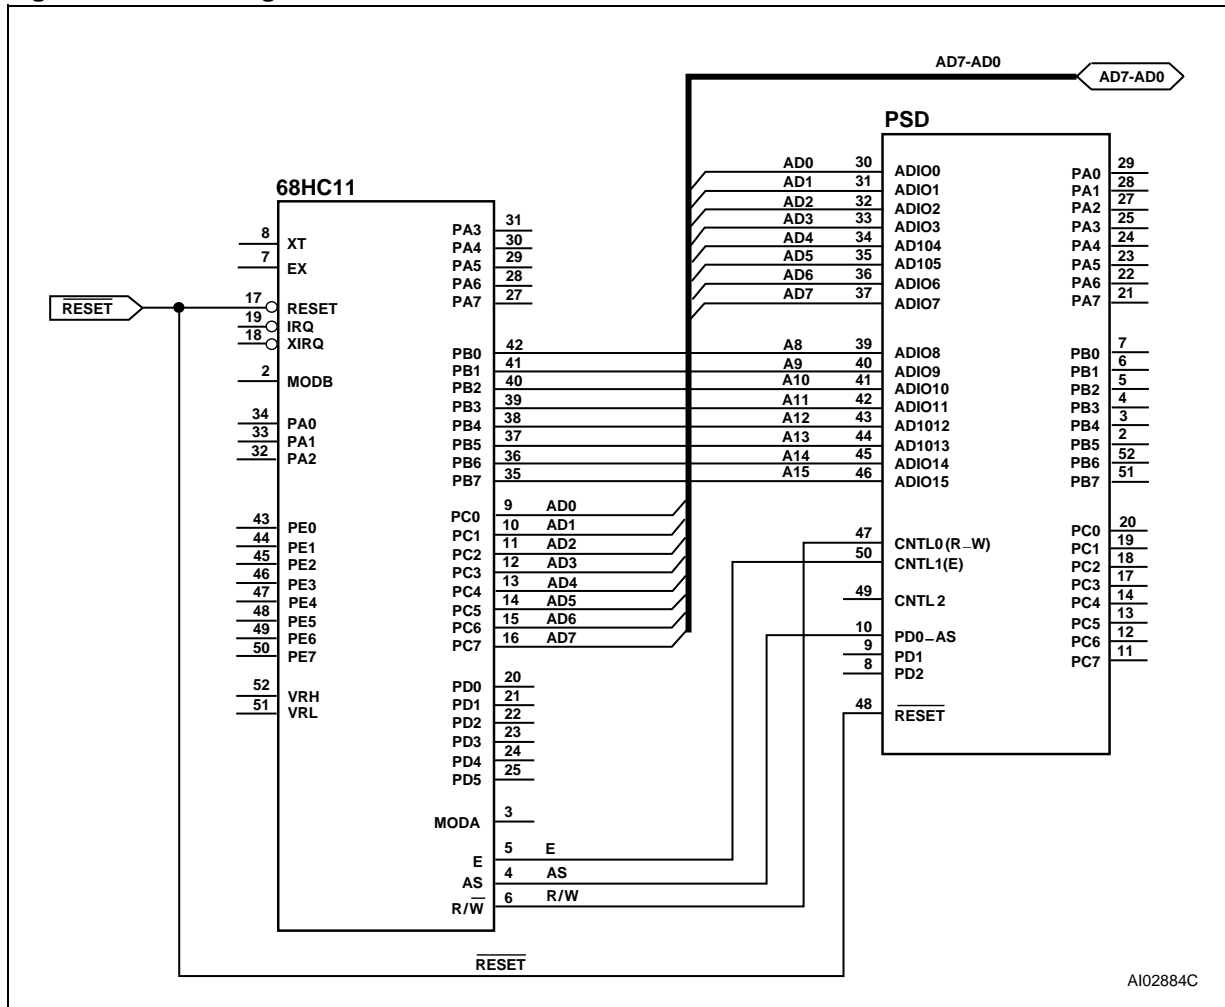 AD7-AD0
AD7-AD0
PSD
AD0 30 ADIO0 PA0 29
AD1 31 ADIO1 PA1 28
AD2 32 ADIO2 PA2 27
AD3 33 ADIO3 PA3 25
AD4 34 AD104 PA4 24
AD5 35 AD105 PA5 23
AD6 36 ADIO6 PA6 22
AD7 37 ADIO7 PA7 21
A8 39 ADIO8 PB0 7
A9 40 ADIO9 PB1 6
A10 41 ADIO10 PB2 5
A11 42 ADIO11 PB3 4
A12 43 AD1012 PB4 3
A13 44 AD1013 PB5 2
A14 45 ADIO14 PB6 52
A15 46 ADIO15 PB7 51
47 CNTL0(R_W) PC0 20
50 CNTL1(E) PC1 19
PC2 18
49 CNTL2 PC3 17
PC4 14
10 PD0_AS PC5 13
9 PD1 PC6 12
8 PD2 PC7 11
48 RESET
68HC11
8 XT
7 EX
RESET
17 RESET
19 IRQ
18 XIRQ
2 MODB
34 PA0
33 PA1
32 PA2
43 PE0
44 PE1
45 PE2
46 PE3
47 PE4
48 PE5
49 PE6
50 PE7
52 VRH
51 VRL
PA3 31
PA4 30
PA5 29
PA6 28
PA7 27
PB0 42
PB1 41
PB2 40
PB3 39
PB4 38
PB5 37
PB6 36
PB7 35
PC0 9 AD0
PC1 10 AD1
PC2 11 AD2
PC3 12 AD3
PC4 13 AD4
PC5 14 AD5
PC6 15 AD6
PC7 16 AD7
PD0 20
PD1 21
PD2 22
PD3 23
PD4 24
PD5 25
MODA 3
E 5 E
AS 4 AS
R/W 6 R/W
RESET
AI02884C